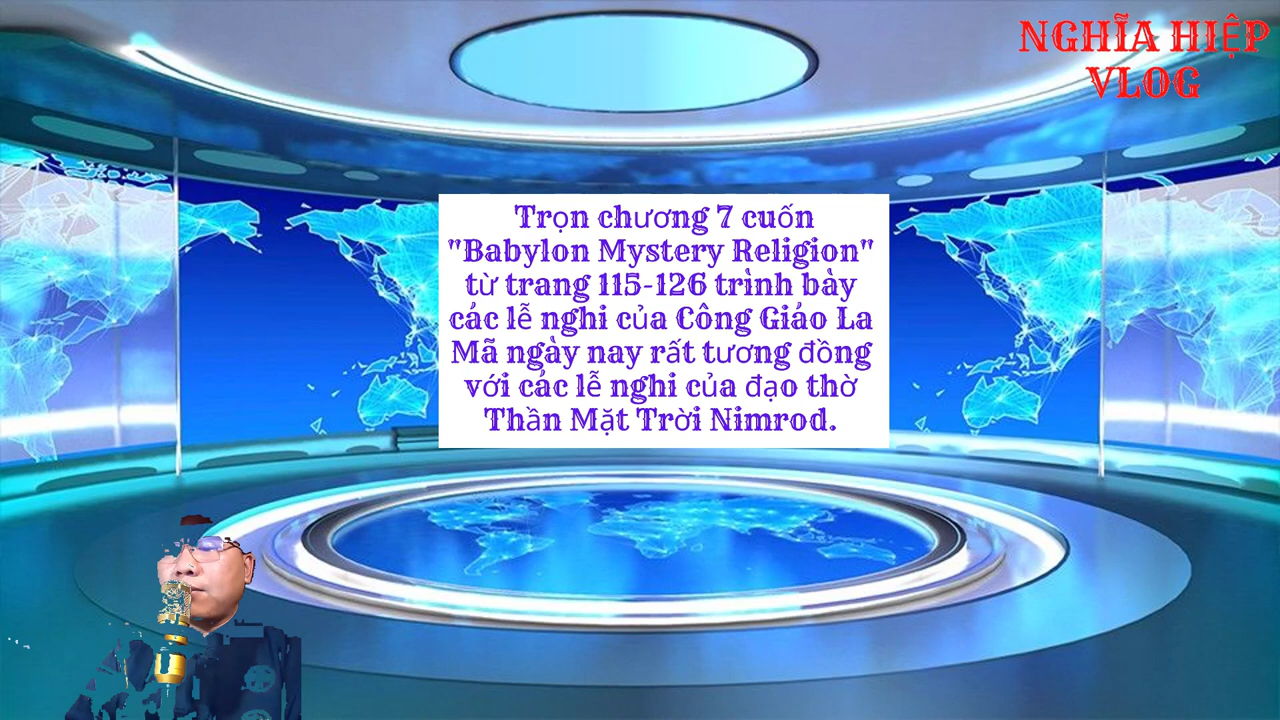 NGHĨA HIỆP
VLOG
Trọn chương 7 cuốn
"Babylon Mystery Religion"
từ trang 115-126 trình bày
các lễ nghi của Công Giáo La
Mã ngày nay rất tương đồng
với các lễ nghi của đạo thờ
Thần Mặt Trời Nimrod.